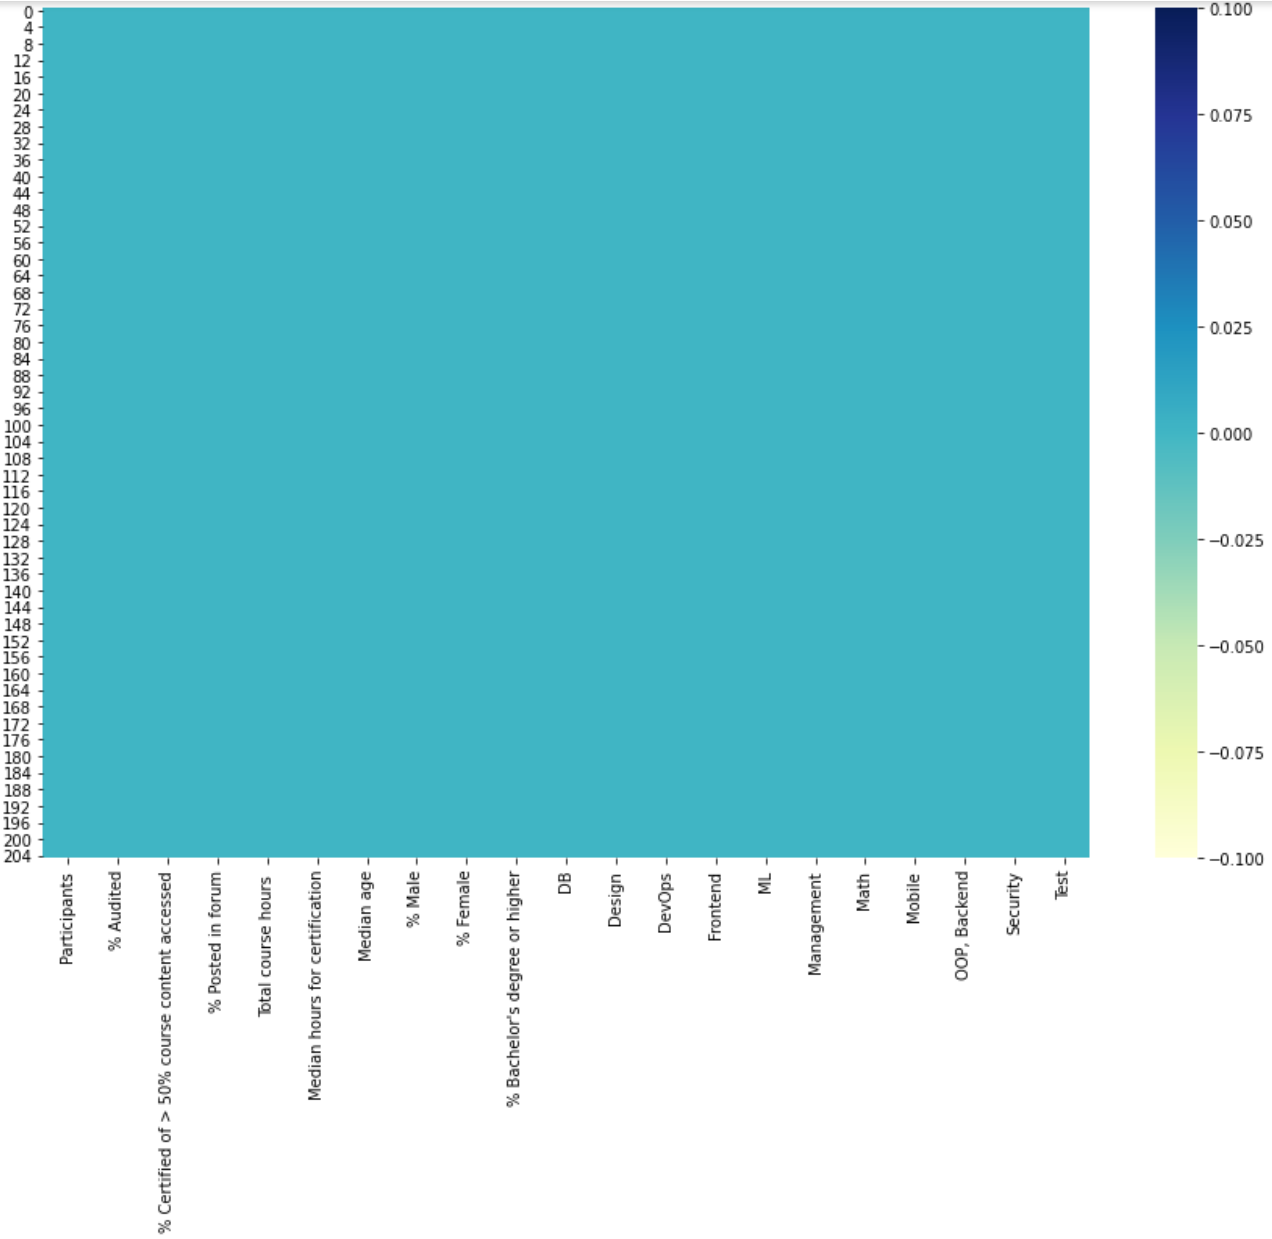 0
4
8
12
16
20
24
28
32
36
40
44
48
52
56
60
64
68
72
76
80
84
88
92
96
100
104
108
112
116
120
124
128
132
136
140
144
148
152
156
160
164
168
172
176
180
184
188
192
196
200
204
Participants
% Audited
% Certified of > 50% course content accessed
% Posted in forum
Total course hours
Median hours for certification
Median age
% Male
% Female
% Bachelor's degree or higher
DB
Design
DevOps
Frontend
ML
Management
Math
Mobile
OOP, Backend
Security
Test
0.100
0.075
0.050
0.025
0.000
−0.025
−0.050
−0.075
−0.100